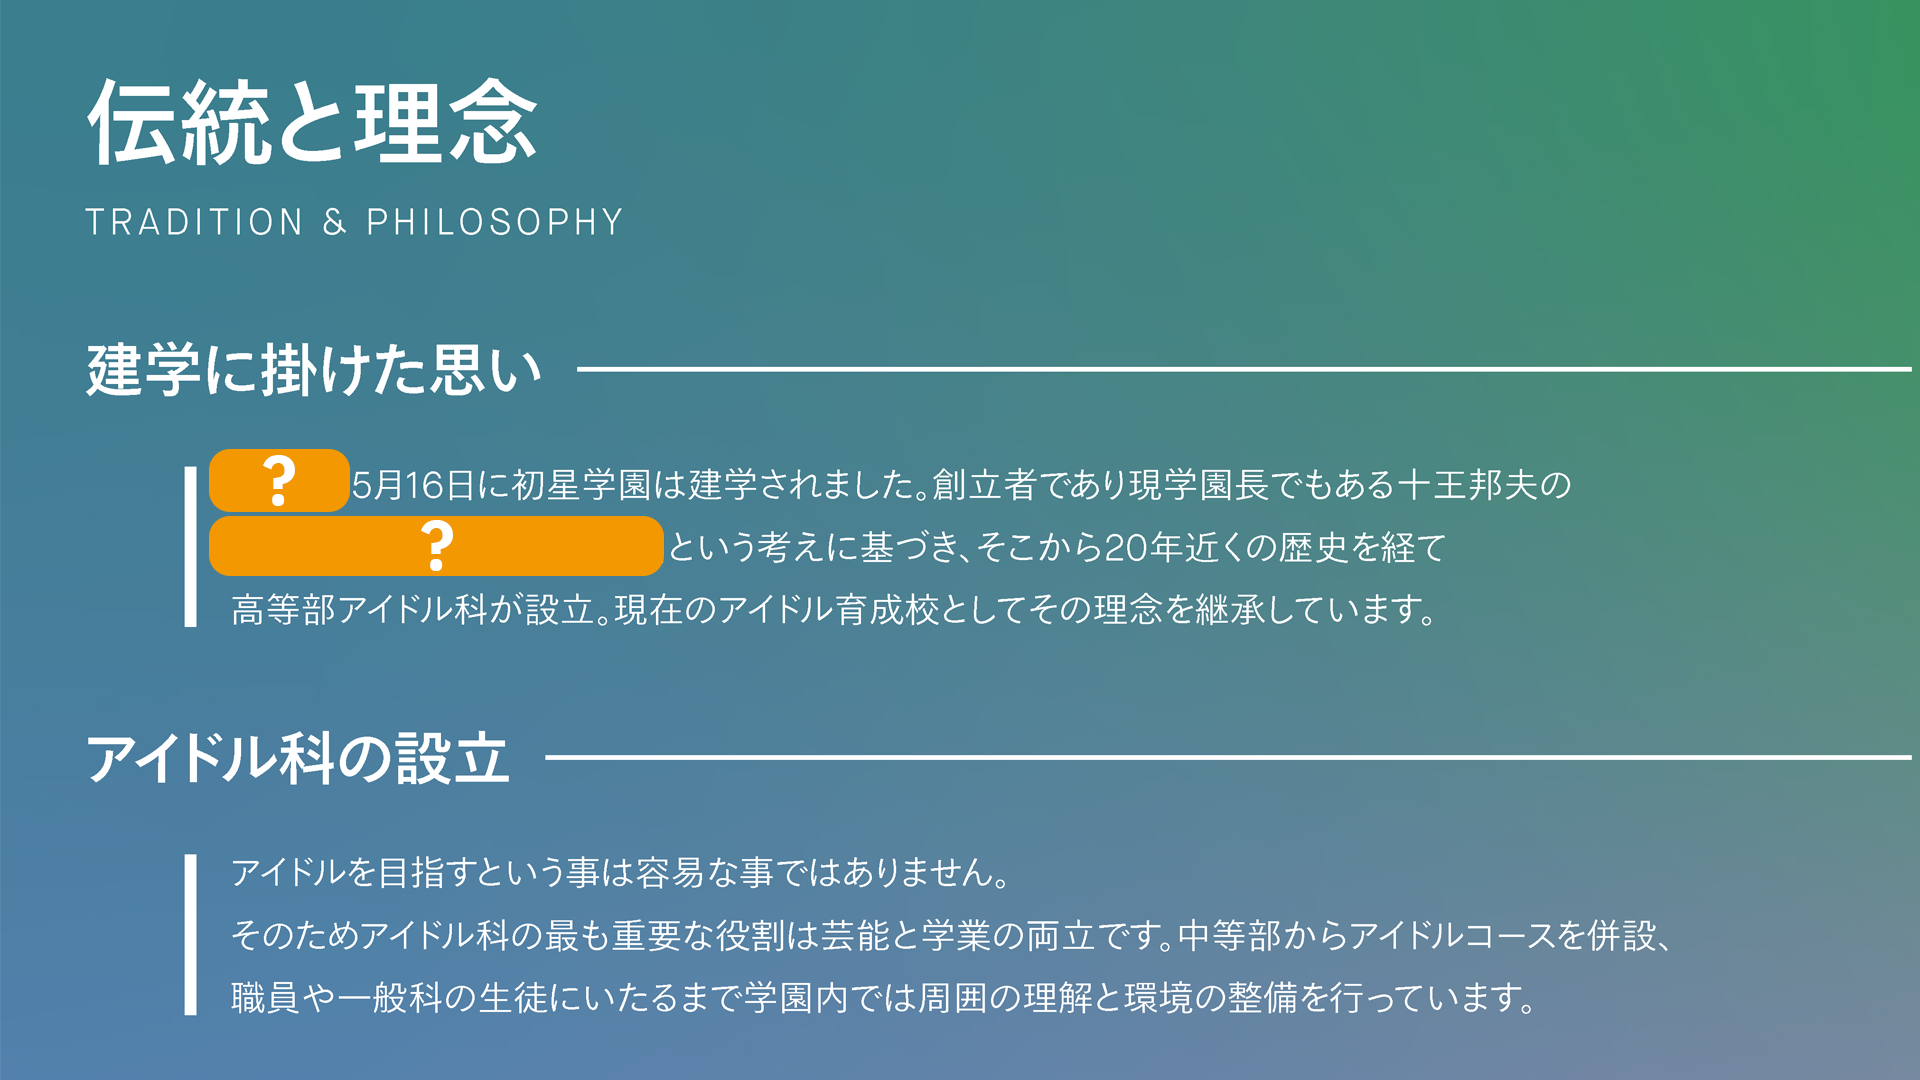 伝統と理念
TRADITION & PHILOSOPHY
建学に掛けた思い
?5月16日に初星学園は建学されました。創立者であり現学園長でもある十王邦夫の
?という考えに基づき、そこから20年近くの歴史を経て
高等部アイドル科が設立。現在のアイドル育成校としてその理念を継承しています。
アイドル科の設立
アイドルを目指すという事は容易な事ではありません。
そのためアイドル科の最も重要な役割は芸能と学業の両立です。中等部からアイドルコースを併設、
職員や一般科の生徒にいたるまで学園内では周囲の理解と環境の整備を行っています。